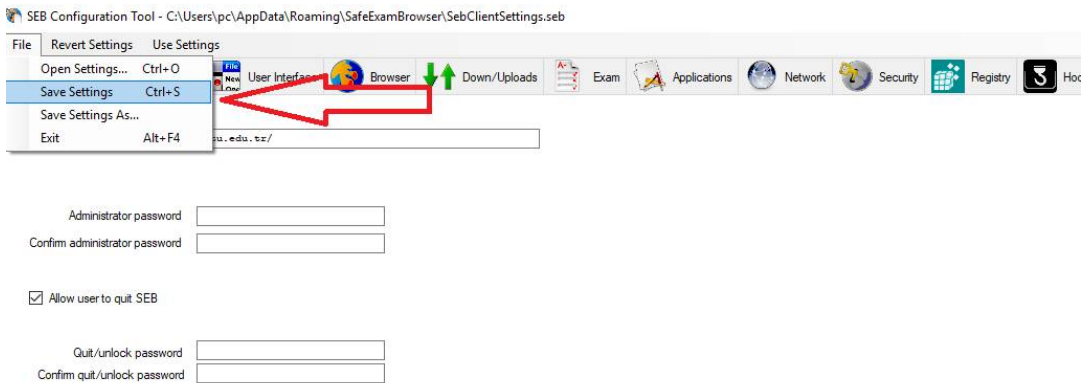 SEB Configuration Tool - C:\Users\pc\AppData\Roaming\SafeExamBrowser\SebClientSettings.seb
File Revert Settings Use Settings
Open Settings... Ctrl+O
Save Settings Ctrl+S
Save Settings As...
Exit Alt+F4
File
New
User Interface Browser Down/Uploads Exam Applications Network Security Registry
su.edu.tr/
Administrator password
Confirm administrator password
Allow user to quit SEB
Quit/unlock password
Confirm quit/unlock password